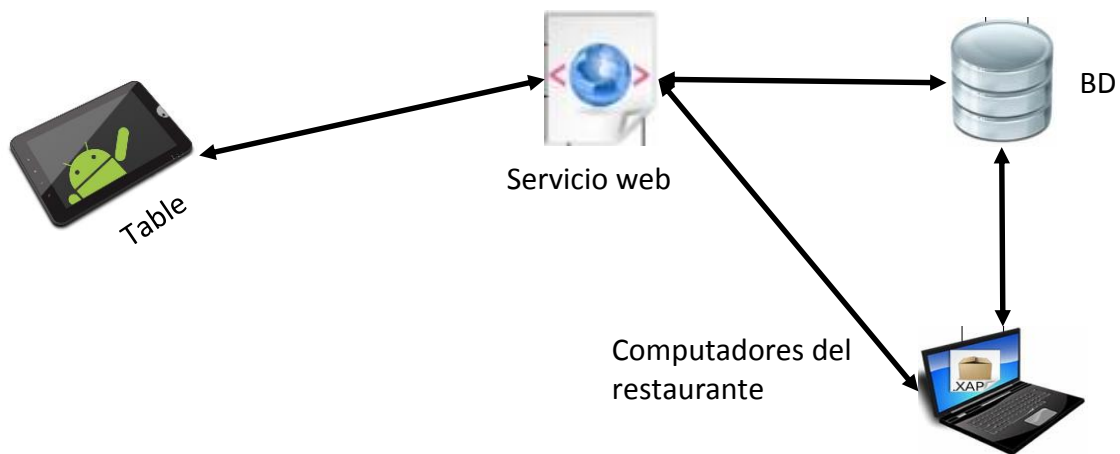 BD
Servicio web
Table
Computadores del
restaurante
.XAP